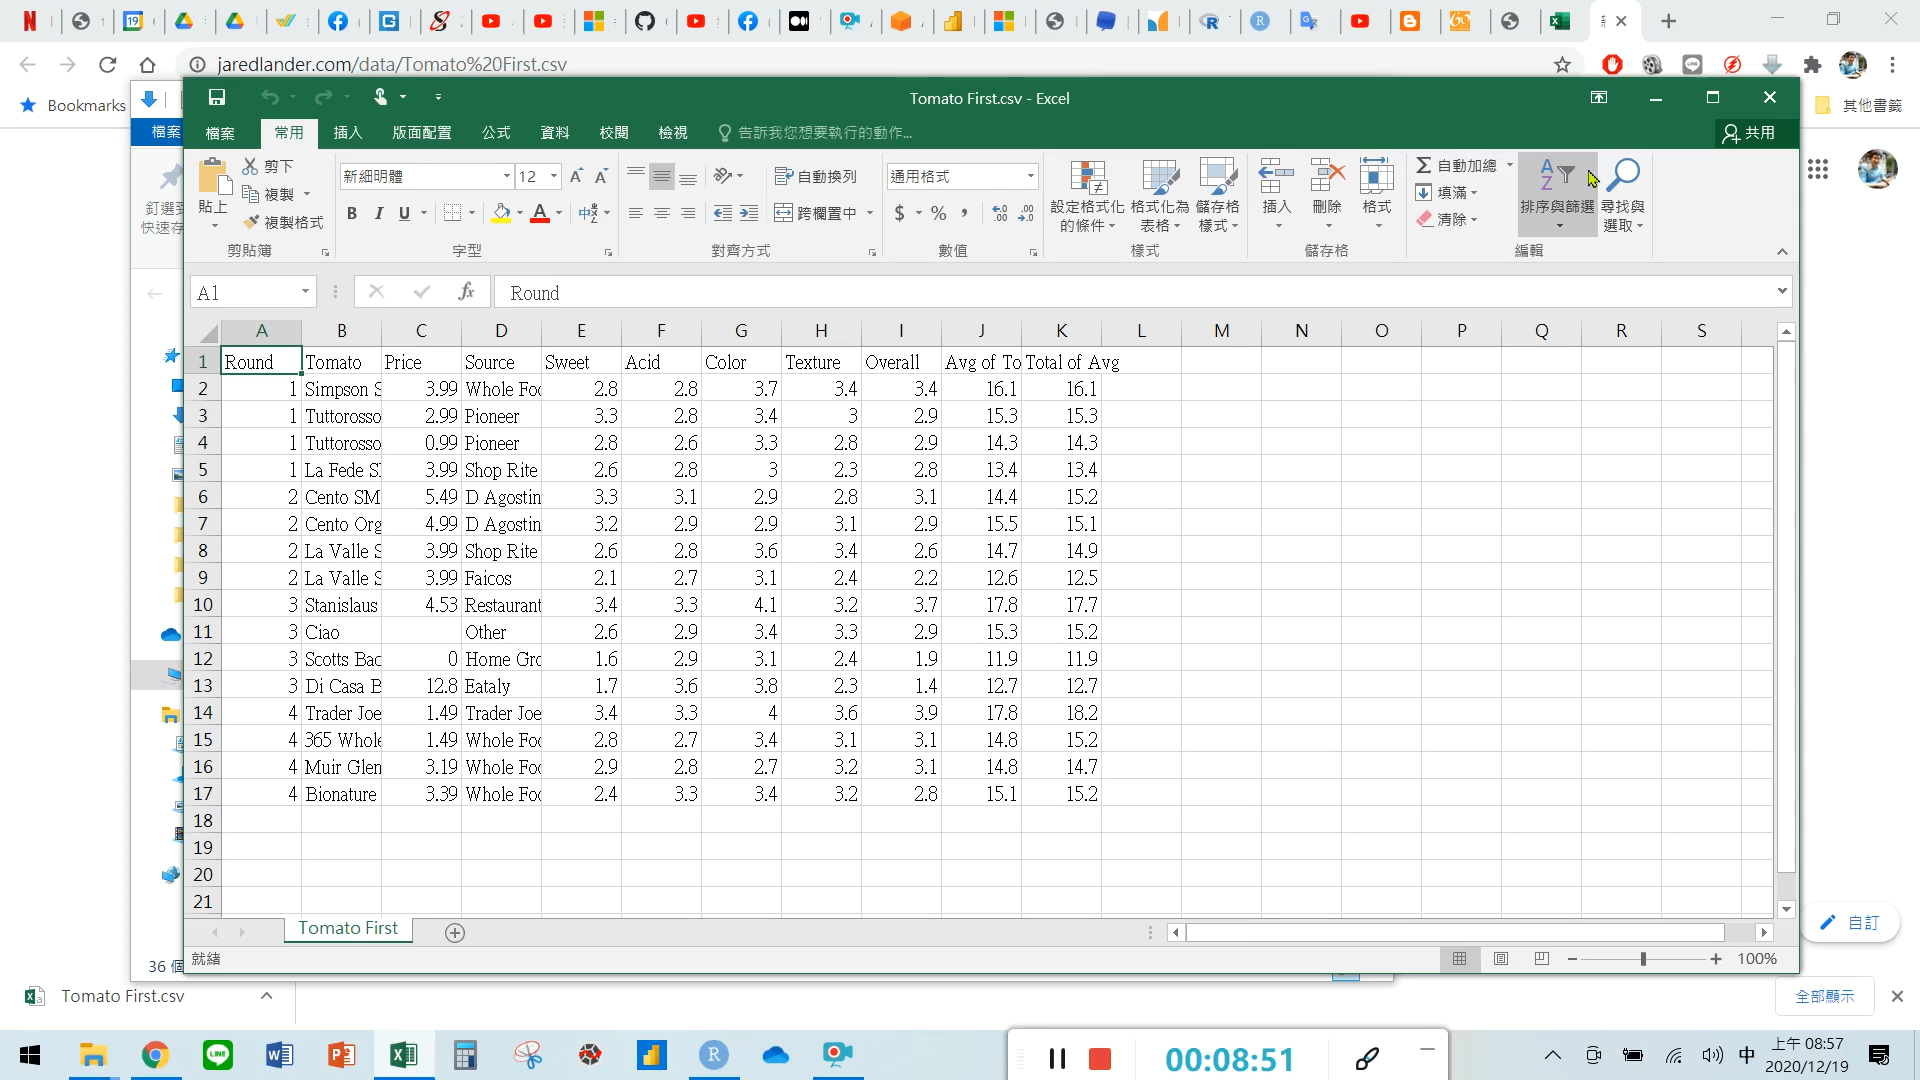 jaredlander.com/data/Tomato%20First.csv
Bookmarks
其他書籤
Tomato First.csv - Excel
檔案
檔案 常用 插入 版面配置 公式 資料 校閱 檢視 告訴我您想要執行的動作...
共用
貼上
剪下
複製
複製格式
剪貼簿
新細明體 12
B I U
字型
自動換列
跨欄置中
對齊方式
通用格式
$ % ,
數值
設定格式化的條件
格式化為表格
儲存格樣式
樣式
插入 刪除 格式
儲存格
自動加總
填滿
清除
排序與篩選
尋找與選取
編輯
A1 fx Round
A B C D E F G H I J K L M N O P Q R S
1 Round Tomato Price Source Sweet Acid Color Texture Overall Avg of To Total of Avg
2 1 Simpson S 3.99 Whole Foo 2.8 2.8 3.7 3.4 3.4 16.1 16.1
3 1 Tuttorosso 2.99 Pioneer 3.3 2.8 3.4 3 2.9 15.3 15.3
4 1 Tuttorosso 0.99 Pioneer 2.8 2.6 3.3 2.8 2.9 14.3 14.3
5 1 La Fede SM 3.99 Shop Rite 2.6 2.8 3 2.3 2.8 13.4 13.4
6 2 Cento SM 5.49 D Agostin 3.3 3.1 2.9 2.8 3.1 14.4 15.2
7 2 Cento Org 4.99 D Agostin 3.2 2.9 2.9 3.1 2.9 15.5 15.1
8 2 La Valle S 3.99 Shop Rite 2.6 2.8 3.6 3.4 2.6 14.7 14.9
9 2 La Valle S 3.99 Faicos 2.1 2.7 3.1 2.4 2.2 12.6 12.5
10 3 Stanislaus 4.53 Restaurant 3.4 3.3 4.1 3.2 3.7 17.8 17.7
11 3 Ciao Other 2.6 2.9 3.4 3.3 2.9 15.3 15.2
12 3 Scotts Bac 0 Home Gro 1.6 2.9 3.1 2.4 1.9 11.9 11.9
13 3 Di Casa B 12.8 Eataly 1.7 3.6 3.8 2.3 1.4 12.7 12.7
14 4 Trader Joe 1.49 Trader Joe 3.4 3.3 4 3.6 3.9 17.8 18.2
15 4 365 Whole 1.49 Whole Foo 2.8 2.7 3.4 3.1 3.1 14.8 15.2
16 4 Muir Glen 3.19 Whole Foo 2.9 2.8 2.7 3.2 3.1 14.8 14.7
17 4 Bionature 3.39 Whole Foo 2.4 3.3 3.4 3.2 2.8 15.1 15.2
18
19
20
21
Tomato First
就緒
100%
自訂
36 個
Tomato First.csv
全部顯示
00:08:51
中
上午 08:57
2020/12/19